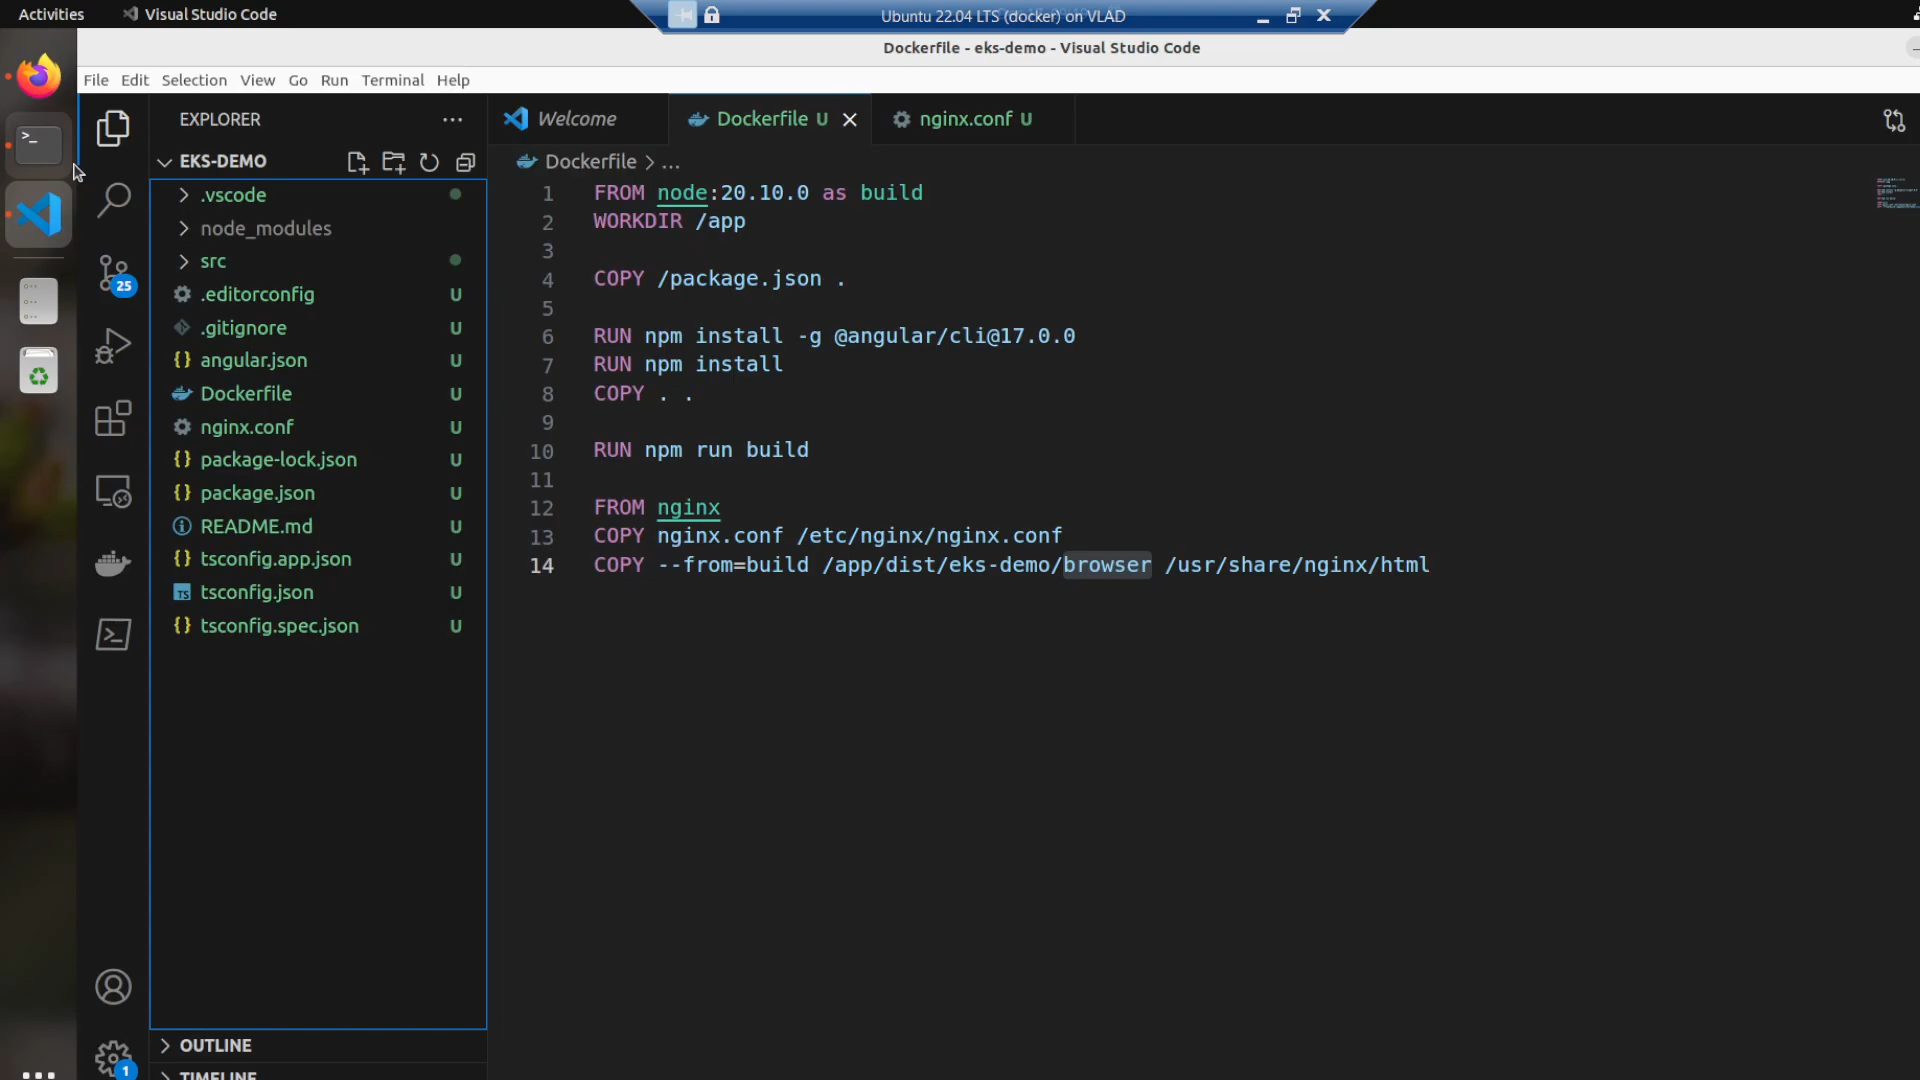 Activities
Visual Studio Code
Ubuntu 22.04 LTS (docker) on VLAD
Dockerfile - eks-demo - Visual Studio Code
File Edit Selection View Go Run Terminal Help
EXPLORER
Welcome
Dockerfile U
nginx.conf U
EKS-DEMO
Dockerfile > ...
.vscode
node_modules
src
.editorconfig U
.gitignore U
angular.json U
Dockerfile U
nginx.conf U
package-lock.json U
package.json U
README.md U
tsconfig.app.json U
tsconfig.json U
tsconfig.spec.json U
25
OUTLINE
TIMELINE
1
1 FROM node:20.10.0 as build
2 WORKDIR /app
3
4 COPY /package.json .
5
6 RUN npm install -g @angular/cli@17.0.0
7 RUN npm install
8 COPY . .
9
10 RUN npm run build
11
12 FROM nginx
13 COPY nginx.conf /etc/nginx/nginx.conf
14 COPY --from=build /app/dist/eks-demo/browser /usr/share/nginx/html